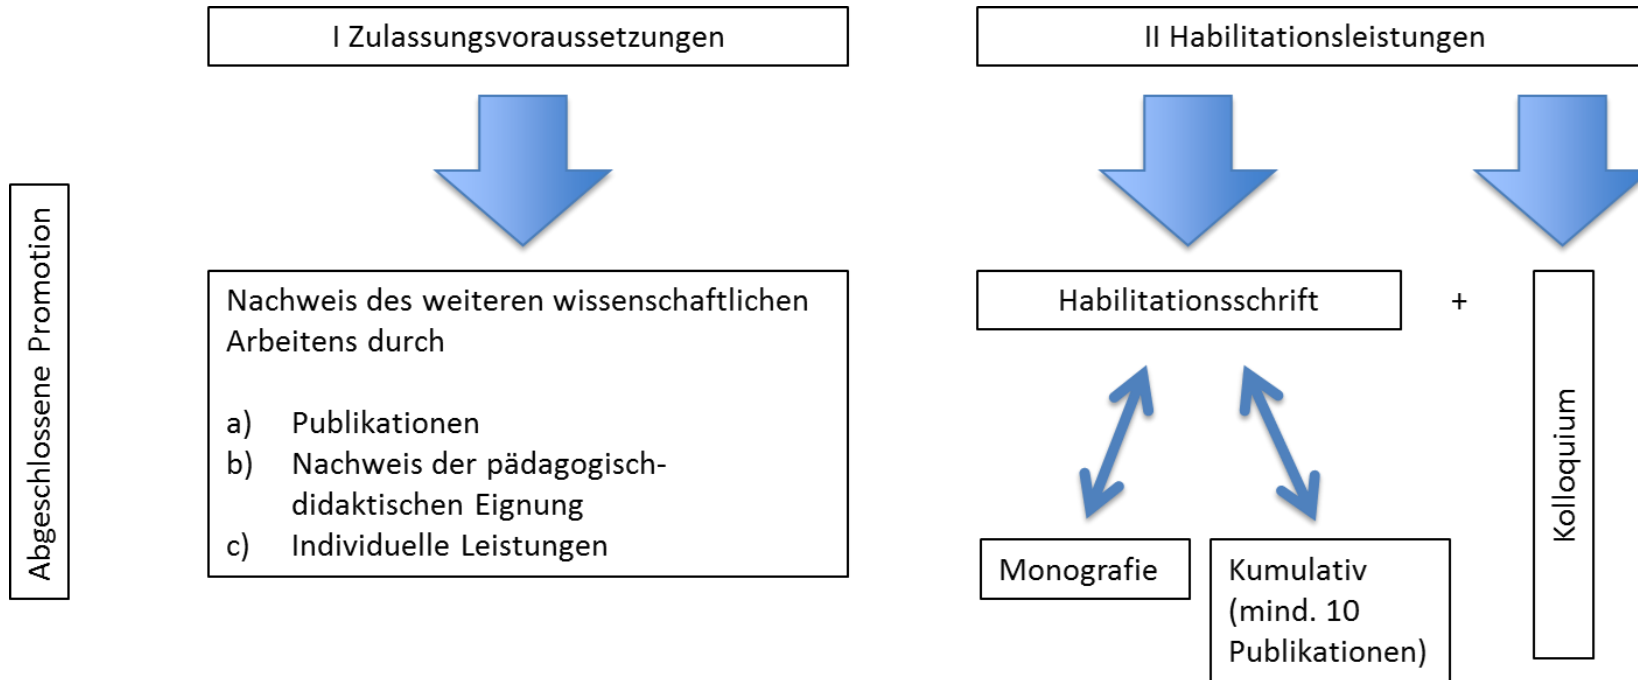 I Zulassungsvoraussetzungen
II Habilitationsleistungen
Abgeschlossene Promotion
Nachweis des weiteren wissenschaftlichen
Arbeitens durch
a) Publikationen
b) Nachweis der pädagogisch-
didaktischen Eignung
c) Individuelle Leistungen
Habilitationsschrift
+
Kolloquium
Monografie
Kumulativ
(mind. 10
Publikationen)